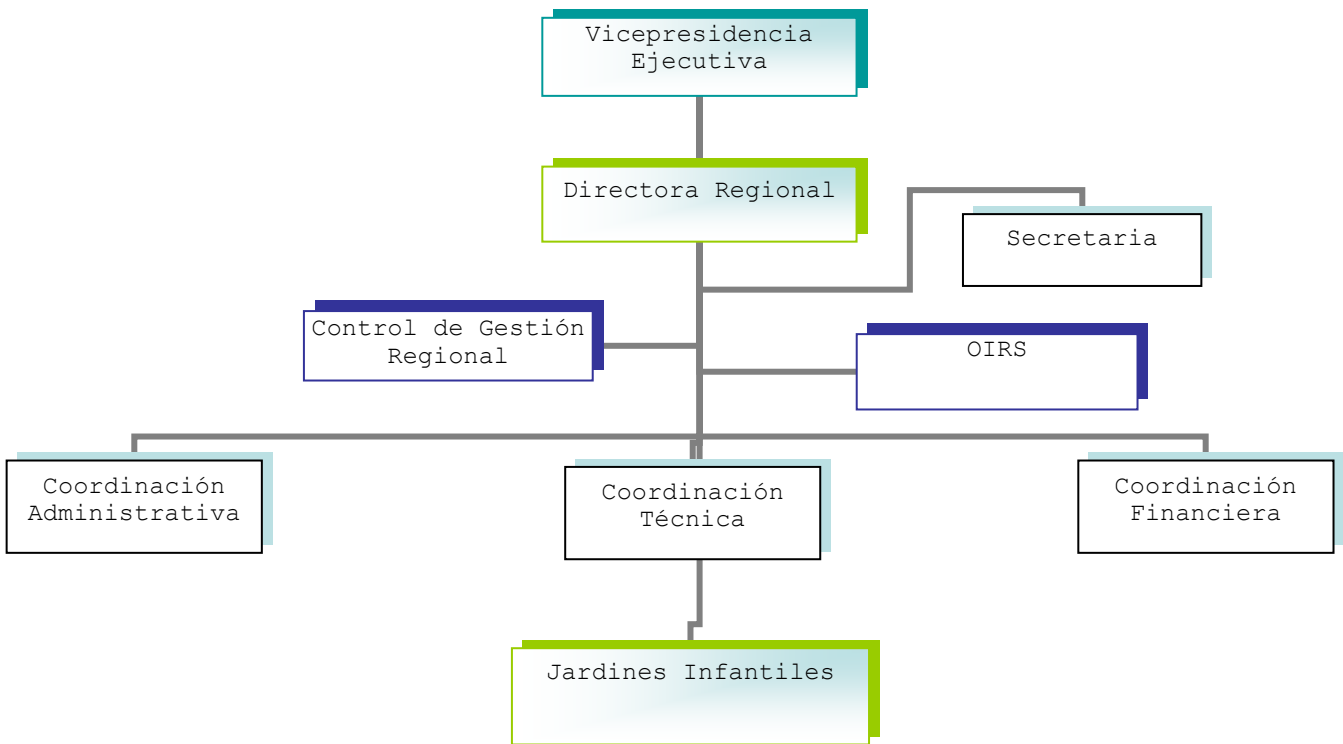 Vicepresidencia
Ejecutiva
Directora Regional
Secretaria
Control de Gestión
Regional
OIRS
Coordinación
Administrativa
Coordinación
Técnica
Coordinación
Financiera
Jardines Infantiles